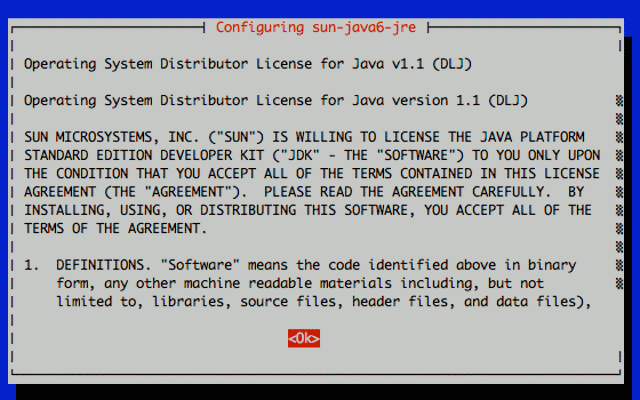 Configuring sun-java6-jre
Operating System Distributor License for Java v1.1 (DLJ)
Operating System Distributor License for Java version 1.1 (DLJ)
SUN MICROSYSTEMS, INC. ("SUN") IS WILLING TO LICENSE THE JAVA PLATFORM
STANDARD EDITION DEVELOPER KIT ("JDK" - THE "SOFTWARE") TO YOU ONLY UPON
THE CONDITION THAT YOU ACCEPT ALL OF THE TERMS CONTAINED IN THIS LICENSE
AGREEMENT (THE "AGREEMENT").  PLEASE READ THE AGREEMENT CAREFULLY.  BY
INSTALLING, USING, OR DISTRIBUTING THIS SOFTWARE, YOU ACCEPT ALL OF THE
TERMS OF THE AGREEMENT.
1.  DEFINITIONS. "Software" means the code identified above in binary
form, any other machine readable materials including, but not
limited to, libraries, source files, header files, and data files),
<Ok>